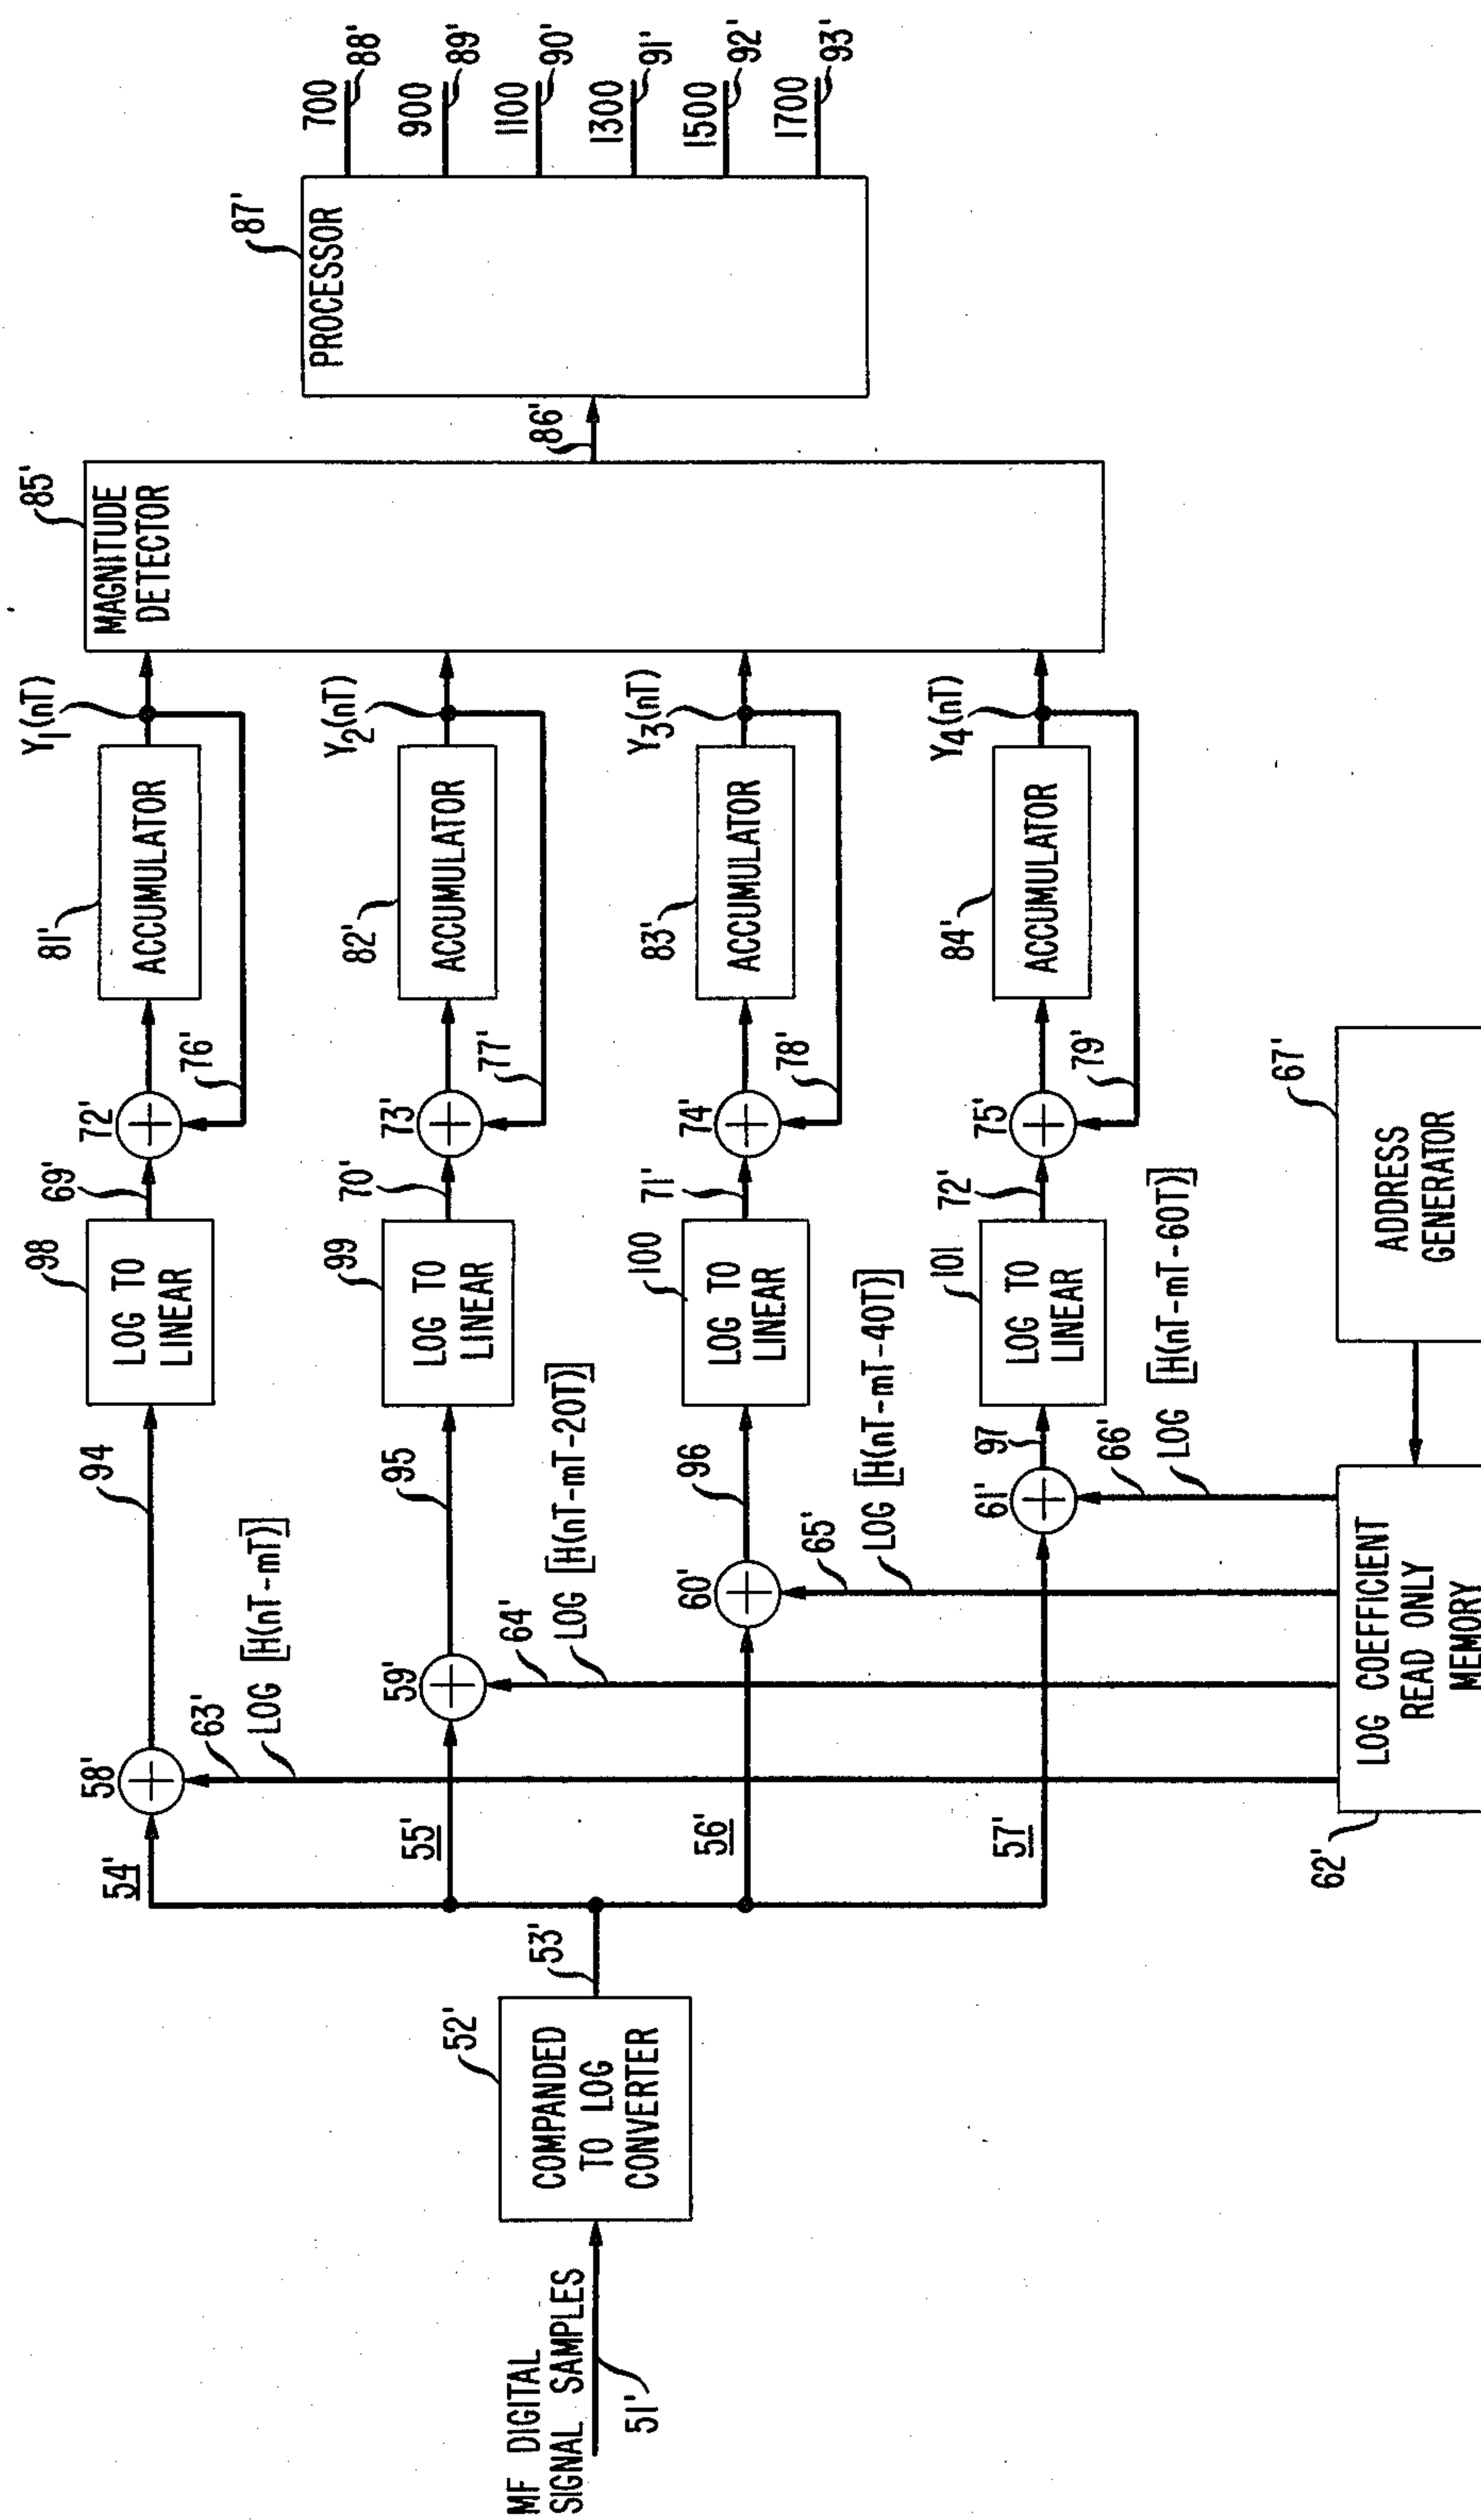 MF DIGITAL
SIGNAL SAMPLES
51'
52'
COMPANDED
TO LOG
CONVERTER
53'
54'
55'
56'
57'
58'
59'
60'
61'
63'
LOG [H(nT-mT)]
64'
LOG [H(nT-mT-20T)]
65'
LOG [H(nT-mT-40T)]
66'
LOG [H(nT-mT-60T)]
62'
LOG COEFFICIENT
READ ONLY
MEMORY
67'
ADDRESS
GENERATOR
94
95
96
97
98
LOG TO
LINEAR
99
LOG TO
LINEAR
100
LOG TO
LINEAR
101
LOG TO
LINEAR
69'
70'
71'
72'
72'
73'
74'
75'
76'
77'
78'
79'
81'
ACCUMULATOR
82'
ACCUMULATOR
83'
ACCUMULATOR
84'
ACCUMULATOR
Y1(nT)
Y2(nT)
Y3(nT)
Y4(nT)
85'
MAGNITUDE
DETECTOR
86'
87'
PROCESSOR
700
88'
900
89'
1100
90'
1300
91'
1500
92'
1700
93'